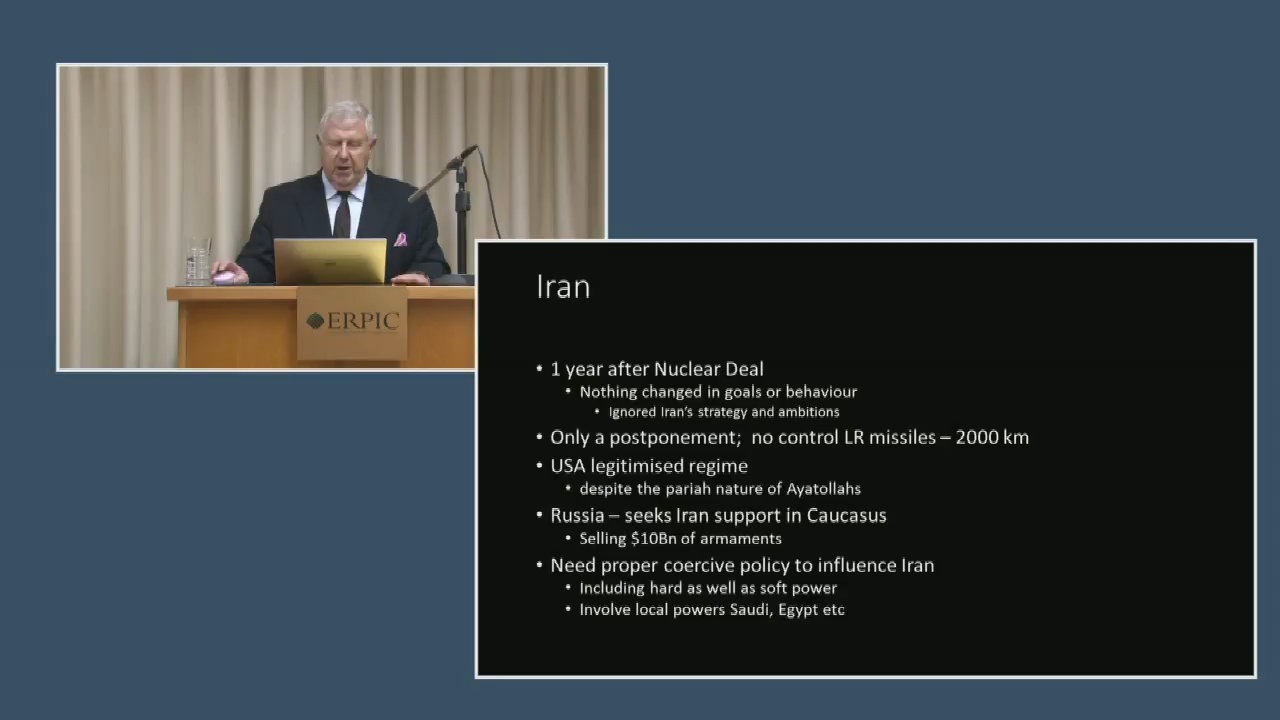 ERPIC
Iran
• 1 year after Nuclear Deal
• Nothing changed in goals or behaviour
• Ignored Iran's strategy and ambitions
• Only a postponement; no control LR missiles – 2000 km
• USA legitimised regime
• despite the pariah nature of Ayatollahs
• Russia – seeks Iran support in Caucasus
• Selling $10Bn of armaments
• Need proper coercive policy to influence Iran
• Including hard as well as soft power
• Involve local powers Saudi, Egypt etc